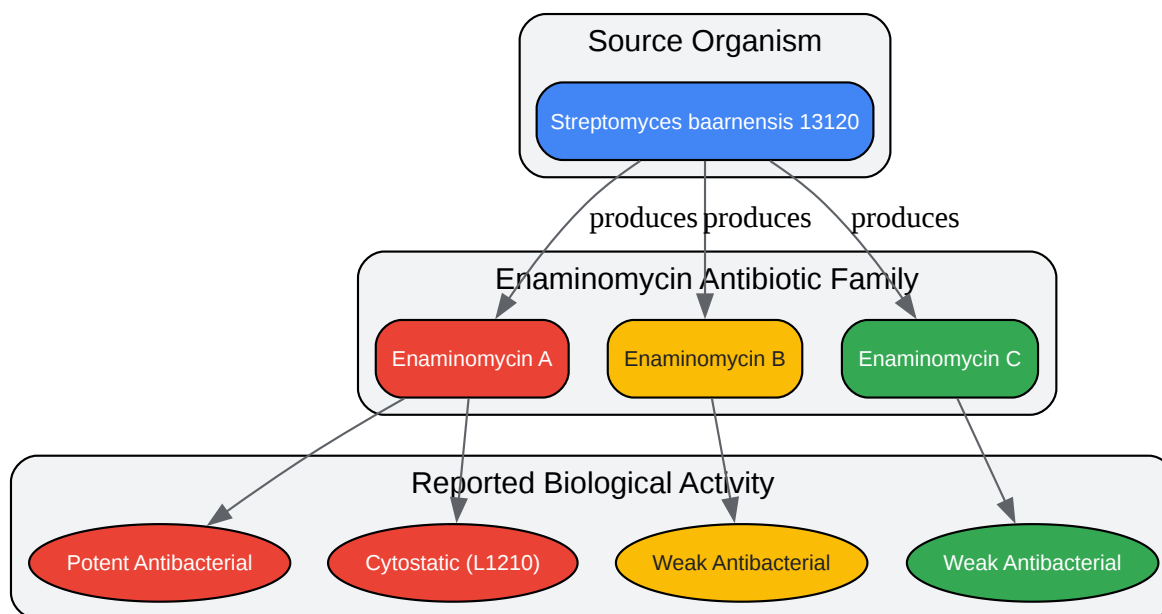 Source Organism
Streptomyces baarnensis 13120
produces
produces
produces
Enaminomycin Antibiotic Family
Enaminomycin A
Enaminomycin B
Enaminomycin C
Reported Biological Activity
Potent Antibacterial
Cytostatic (L1210)
Weak Antibacterial
Weak Antibacterial